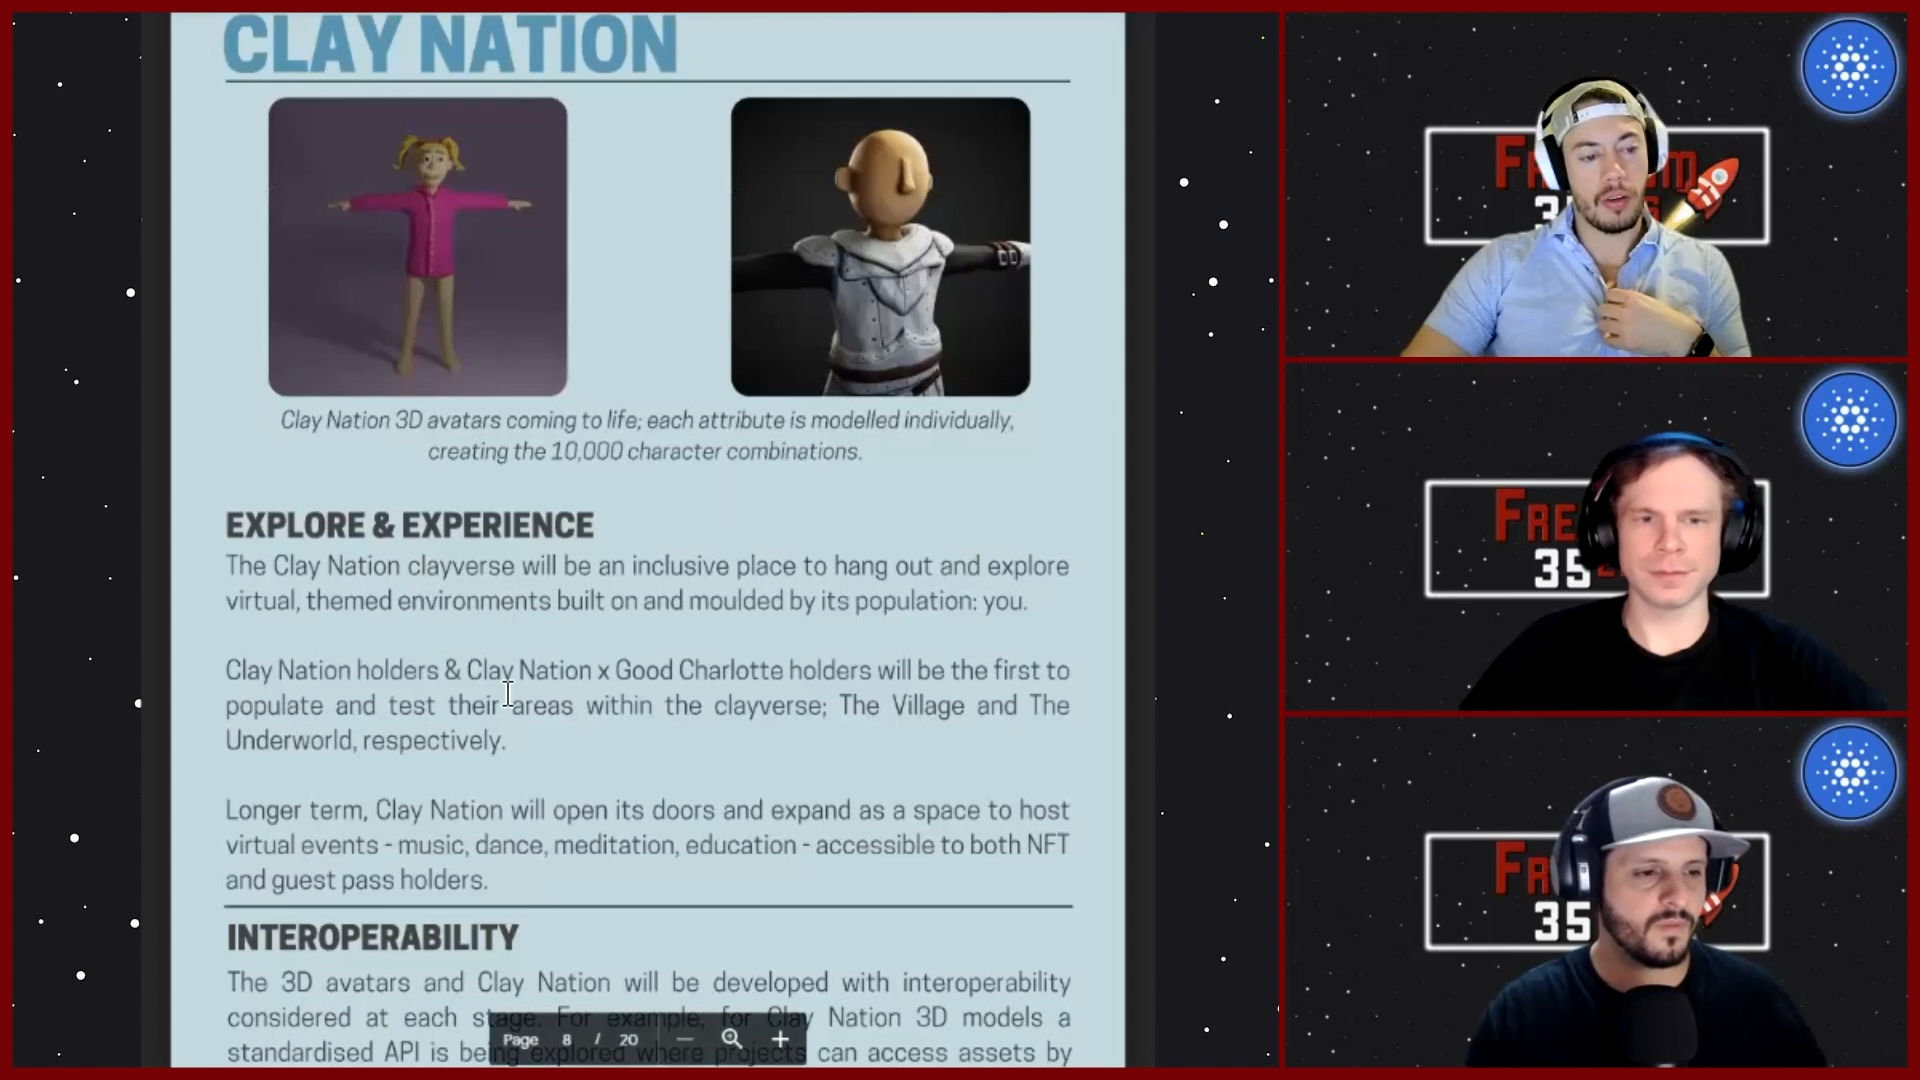 CLAY NATION
Clay Nation 3D avatars coming to life; each attribute is modelled individually,
creating the 10,000 character combinations.
EXPLORE & EXPERIENCE
The Clay Nation clayverse will be an inclusive place to hang out and explore
virtual, themed environments built on and moulded by its population: you.
Clay Nation holders & Clay Nation x Good Charlotte holders will be the first to
populate and test their areas within the clayverse; The Village and The
Underworld, respectively.
Longer term, Clay Nation will open its doors and expand as a space to host
virtual events - music, dance, meditation, education - accessible to both NFT
and guest pass holders.
INTEROPERABILITY
The 3D avatars and Clay Nation will be developed with interoperability
considered at each stage. For example, for Clay Nation 3D models a
standardised API is being explored where projects can access assets by
Page 8 / 20
35
35